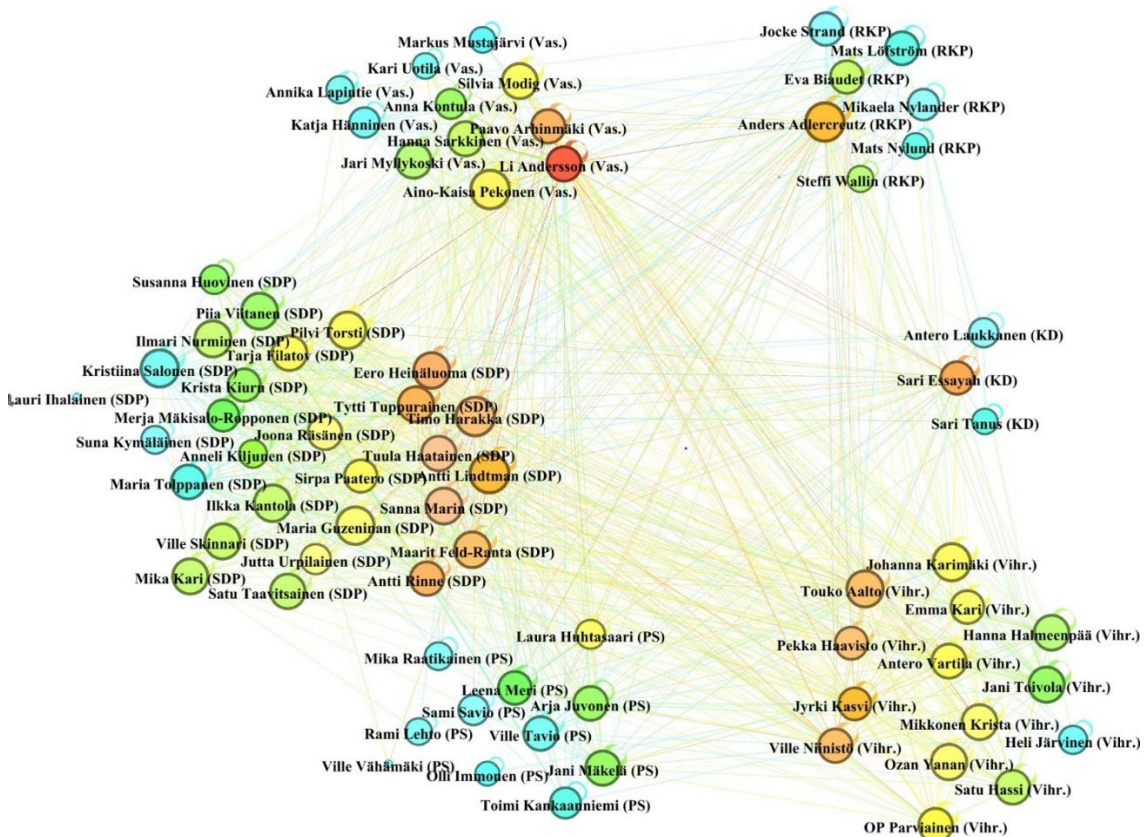 Markus Mustajärvi (Vas.)
Kari Uotila (Vas.)
Silvia Modig (Vas.)
Annika Lapintie (Vas.)
Anna Kontula (Vas.)
Katja Hänninen (Vas.)
Paavo Arhinmäki (Vas.)
Hanna Sarkkinen (Vas.)
Jari Myllykoski (Vas.)
Li Andersson (Vas.)
Aino-Kaisa Pekonen (Vas.)
Jocke Strand (RKP)
Mats Löfström (RKP)
Eva Biaudet (RKP)
Mikaela Nylander (RKP)
Anders Adlercreutz (RKP)
Mats Nylund (RKP)
Steffi Wallin (RKP)
Susanna Huovinen (SDP)
Piia Viitanen (SDP)
Ilmari Nurminen (SDP)
Pilvi Torsti (SDP)
Tarja Filatov (SDP)
Kristiina Salonen (SDP)
Krista Kiuru (SDP)
Lauri Ihalainen (SDP)
Merja Mäkisalo-Ropponen (SDP)
Suna Kymäläinen (SDP)
Joona Räsänen (SDP)
Anneli Kiljunen (SDP)
Maria Tolppanen (SDP)
Sirpa Paatero (SDP)
Ilkka Kantola (SDP)
Maria Guzeninan (SDP)
Ville Skinnari (SDP)
Jutta Urpilainen (SDP)
Mika Kari (SDP)
Satu Taavitsainen (SDP)
Eero Heinäluoma (SDP)
Tytti Tuppurainen (SDP)
Timo Harakka (SDP)
Tuula Haatainen (SDP)
Antti Lindtman (SDP)
Sanna Marin (SDP)
Maarit Feld-Ranta (SDP)
Antti Rinne (SDP)
Antero Laukkanen (KD)
Sari Essayah (KD)
Sari Tanus (KD)
Laura Huhtasaari (PS)
Mika Raatikainen (PS)
Leena Meri (PS)
Arja Juvonen (PS)
Sami Savio (PS)
Rami Lehto (PS)
Ville Tavio (PS)
Ville Vähämäki (PS)
Olli Immonen (PS)
Jani Mäkelä (PS)
Toimi Kankaanniemi (PS)
Johanna Karimäki (Vihr.)
Touko Aalto (Vihr.)
Emma Kari (Vihr.)
Hanna Halmeenpää (Vihr.)
Pekka Haavisto (Vihr.)
Antero Vartila (Vihr.)
Jani Toivola (Vihr.)
Jyrki Kasvi (Vihr.)
Mikkonen Krista (Vihr.)
Heli Järvinen (Vihr.)
Ville Niinistö (Vihr.)
Ozan Yanan (Vihr.)
Satu Hassi (Vihr.)
OP Parviainen (Vihr.)